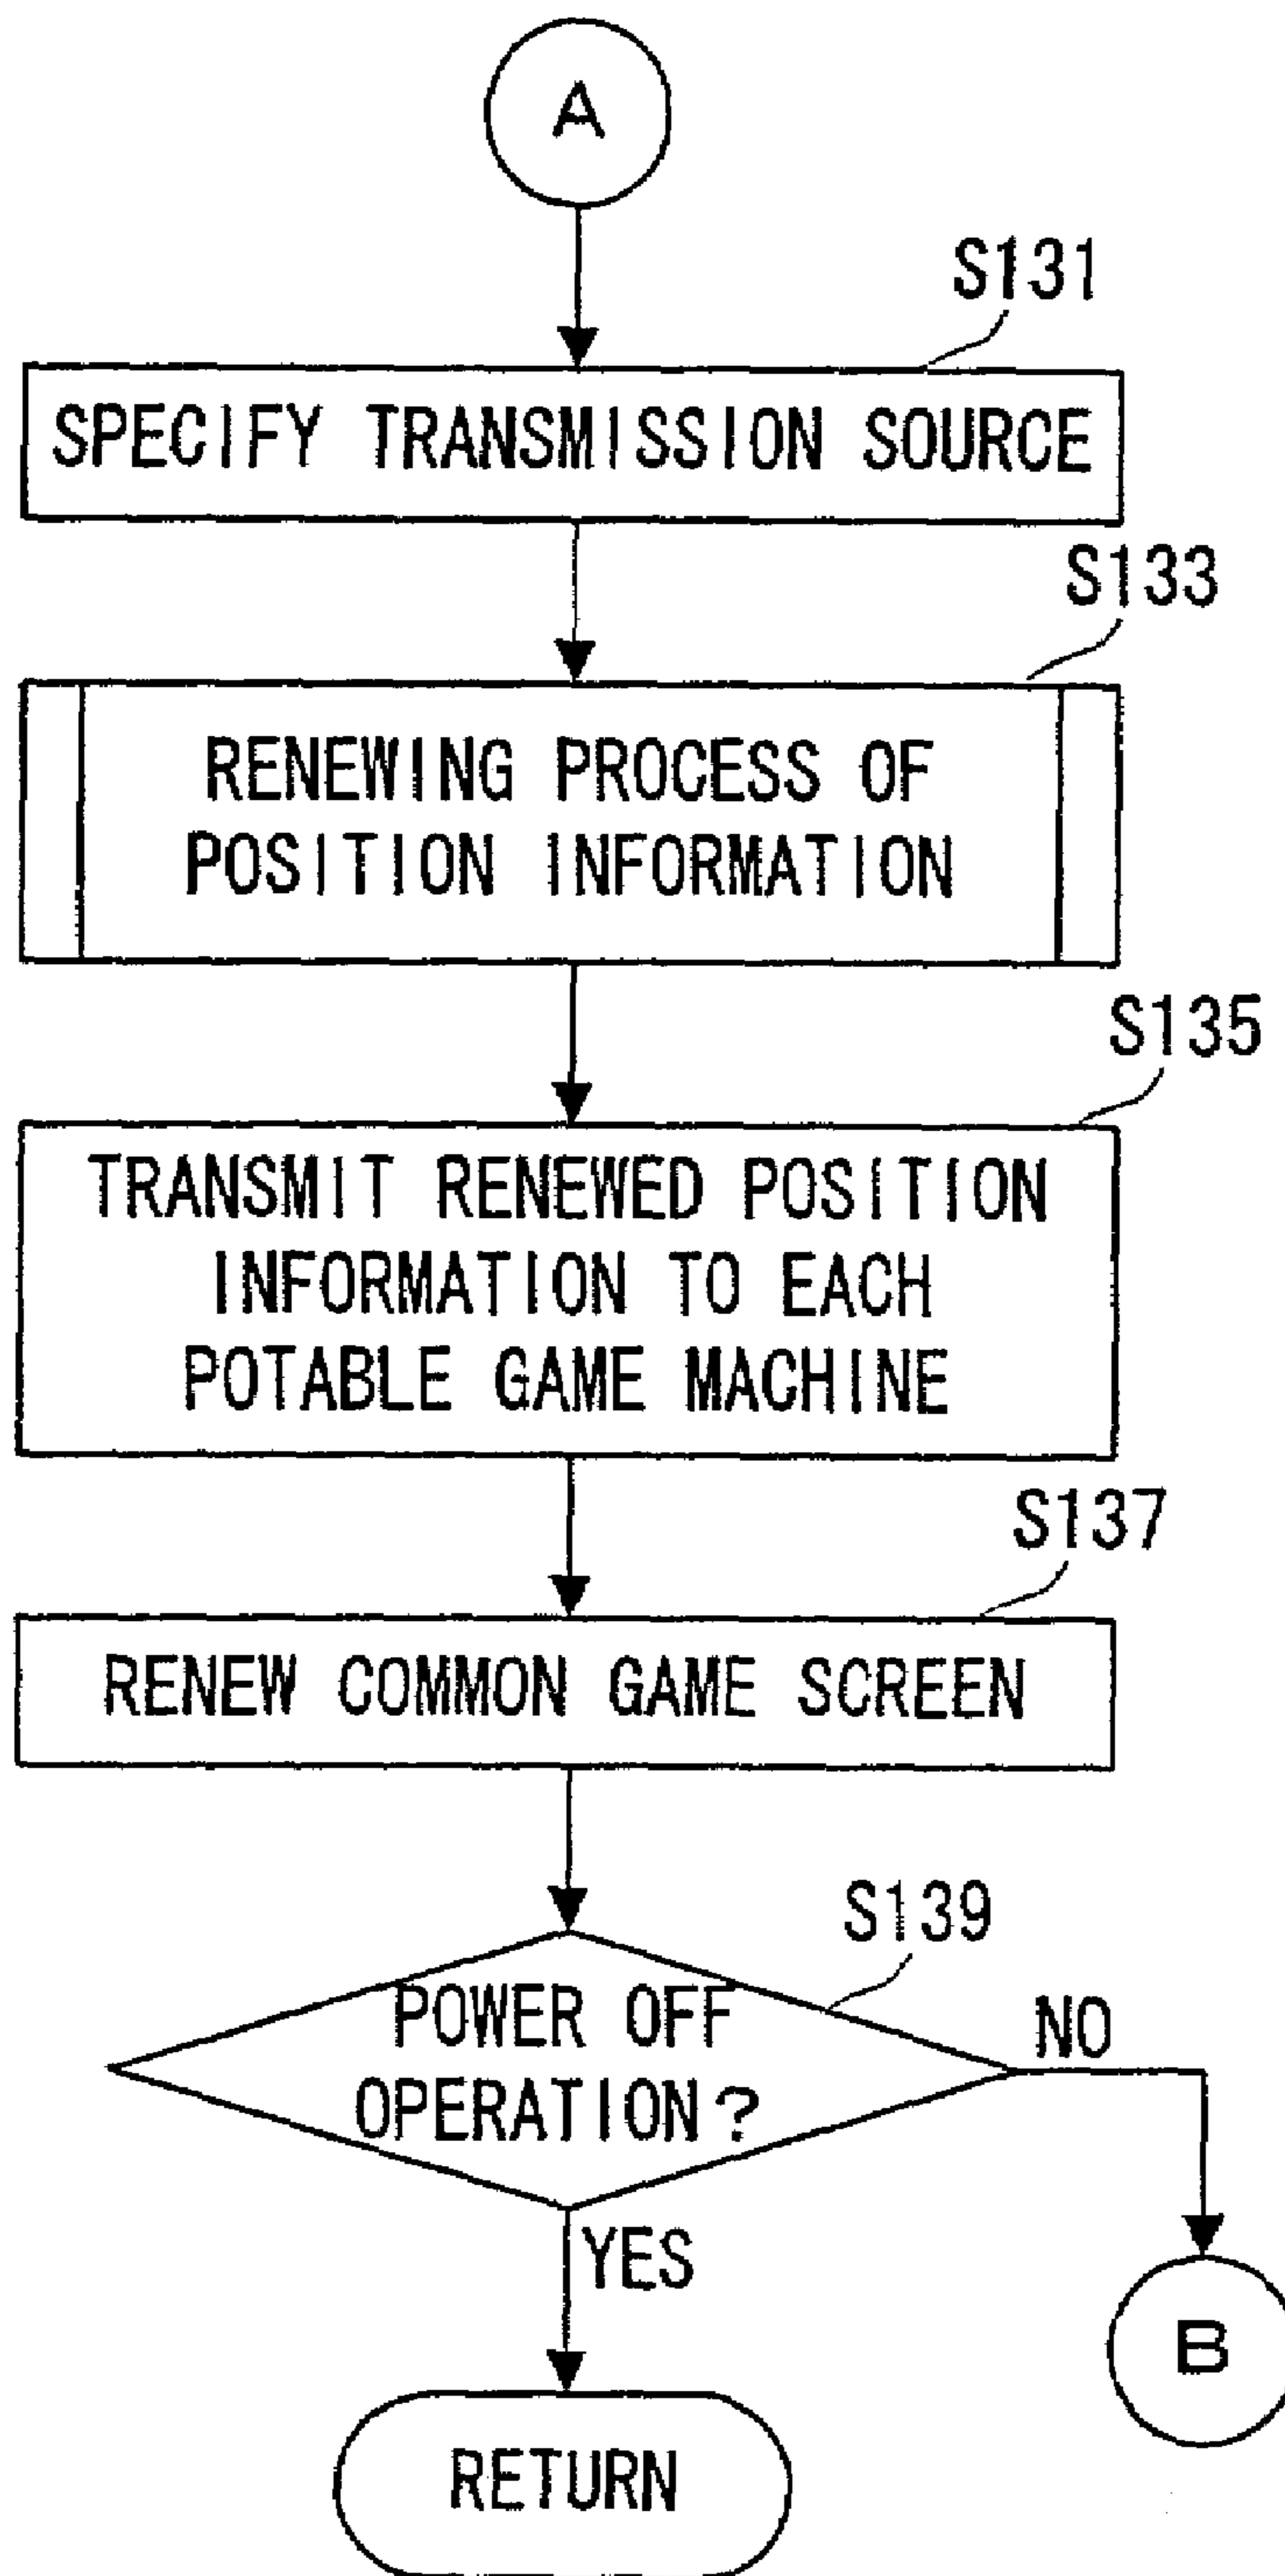 A
S131
SPECIFY TRANSMISSION SOURCE
S133
RENEWING PROCESS OF
POSITION INFORMATION
S135
TRANSMIT RENEWED POSITION
INFORMATION TO EACH
POTABLE GAME MACHINE
S137
RENEW COMMON GAME SCREEN
S139
POWER OFF
OPERATION?
NO
YES
B
RETURN